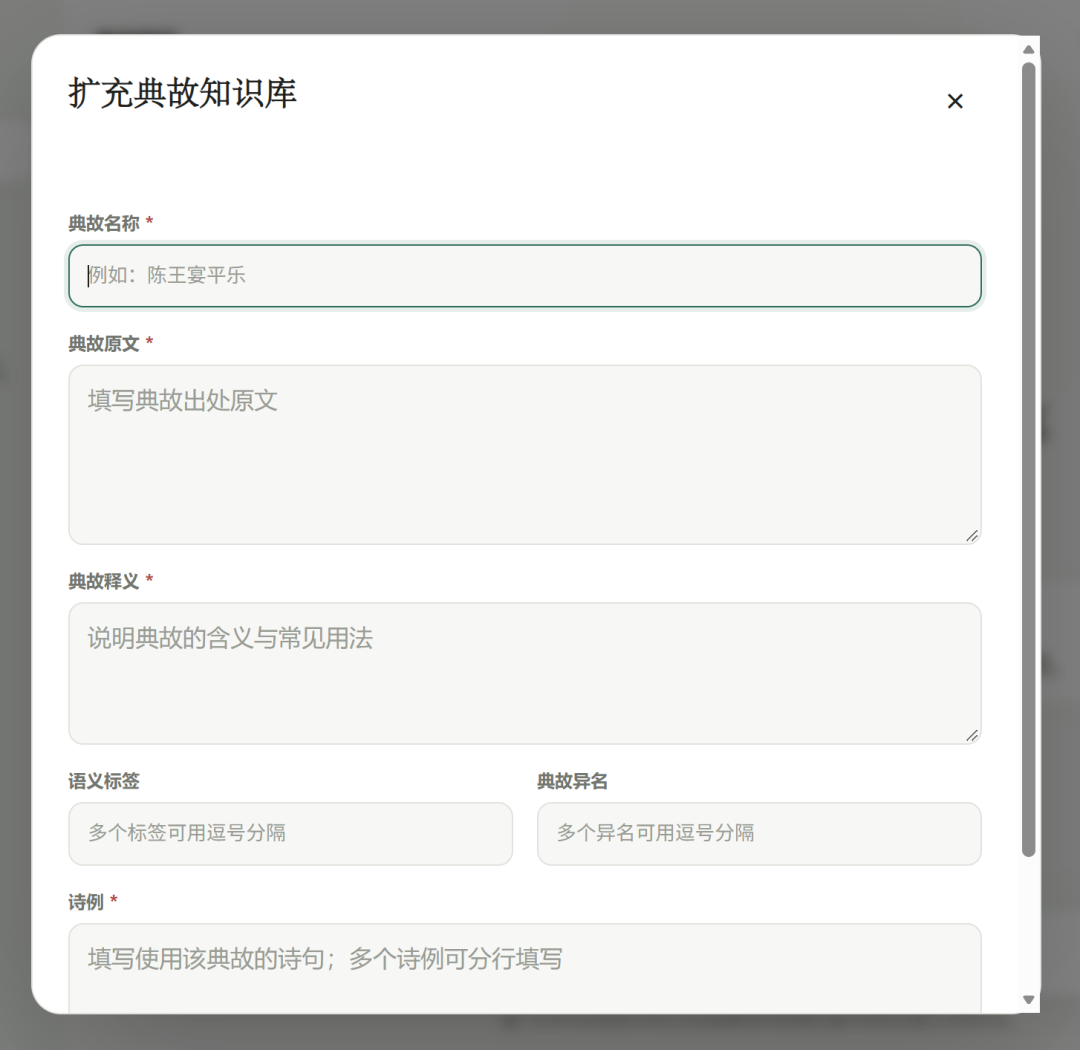 扩充典故知识库
×
典故名称 *
例如：陈王宴平乐
典故原文 *
填写典故出处原文
典故释义 *
说明典故的含义与常见用法
语义标签
典故异名
多个标签可用逗号分隔
多个异名可用逗号分隔
诗例 *
填写使用该典故的诗句；多个诗例可分行填写